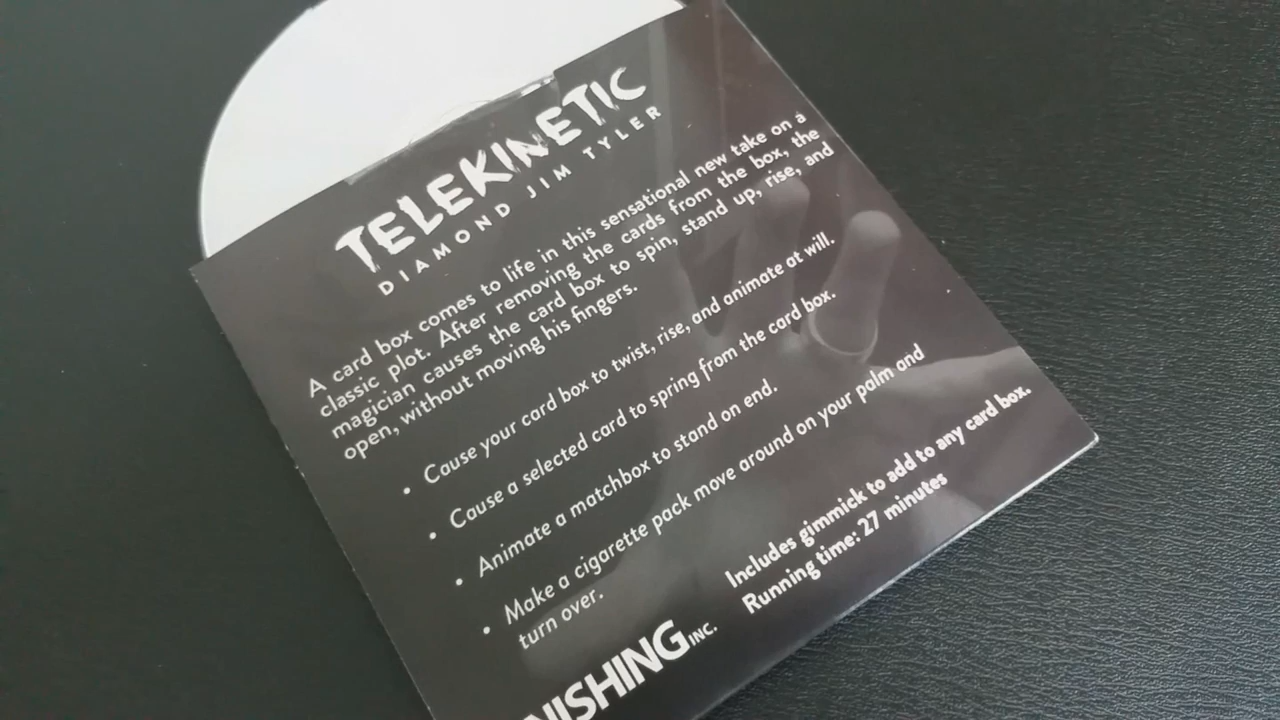 TELEKINETIC
DIAMOND JIM TYLER
A card box comes to life in this sensational new take on a
classic plot. After removing the cards from the box, the
magician causes the card box to spin, stand up, rise, and
open, without moving his fingers.
• Cause your card box to twist, rise, and animate at will.
• Cause a selected card to spring from the card box.
• Animate a matchbox to stand on end.
• Make a cigarette pack move around on your palm and
turn over.
Includes gimmick to add to any card box.
Running time: 27 minutes
NISHING INC.